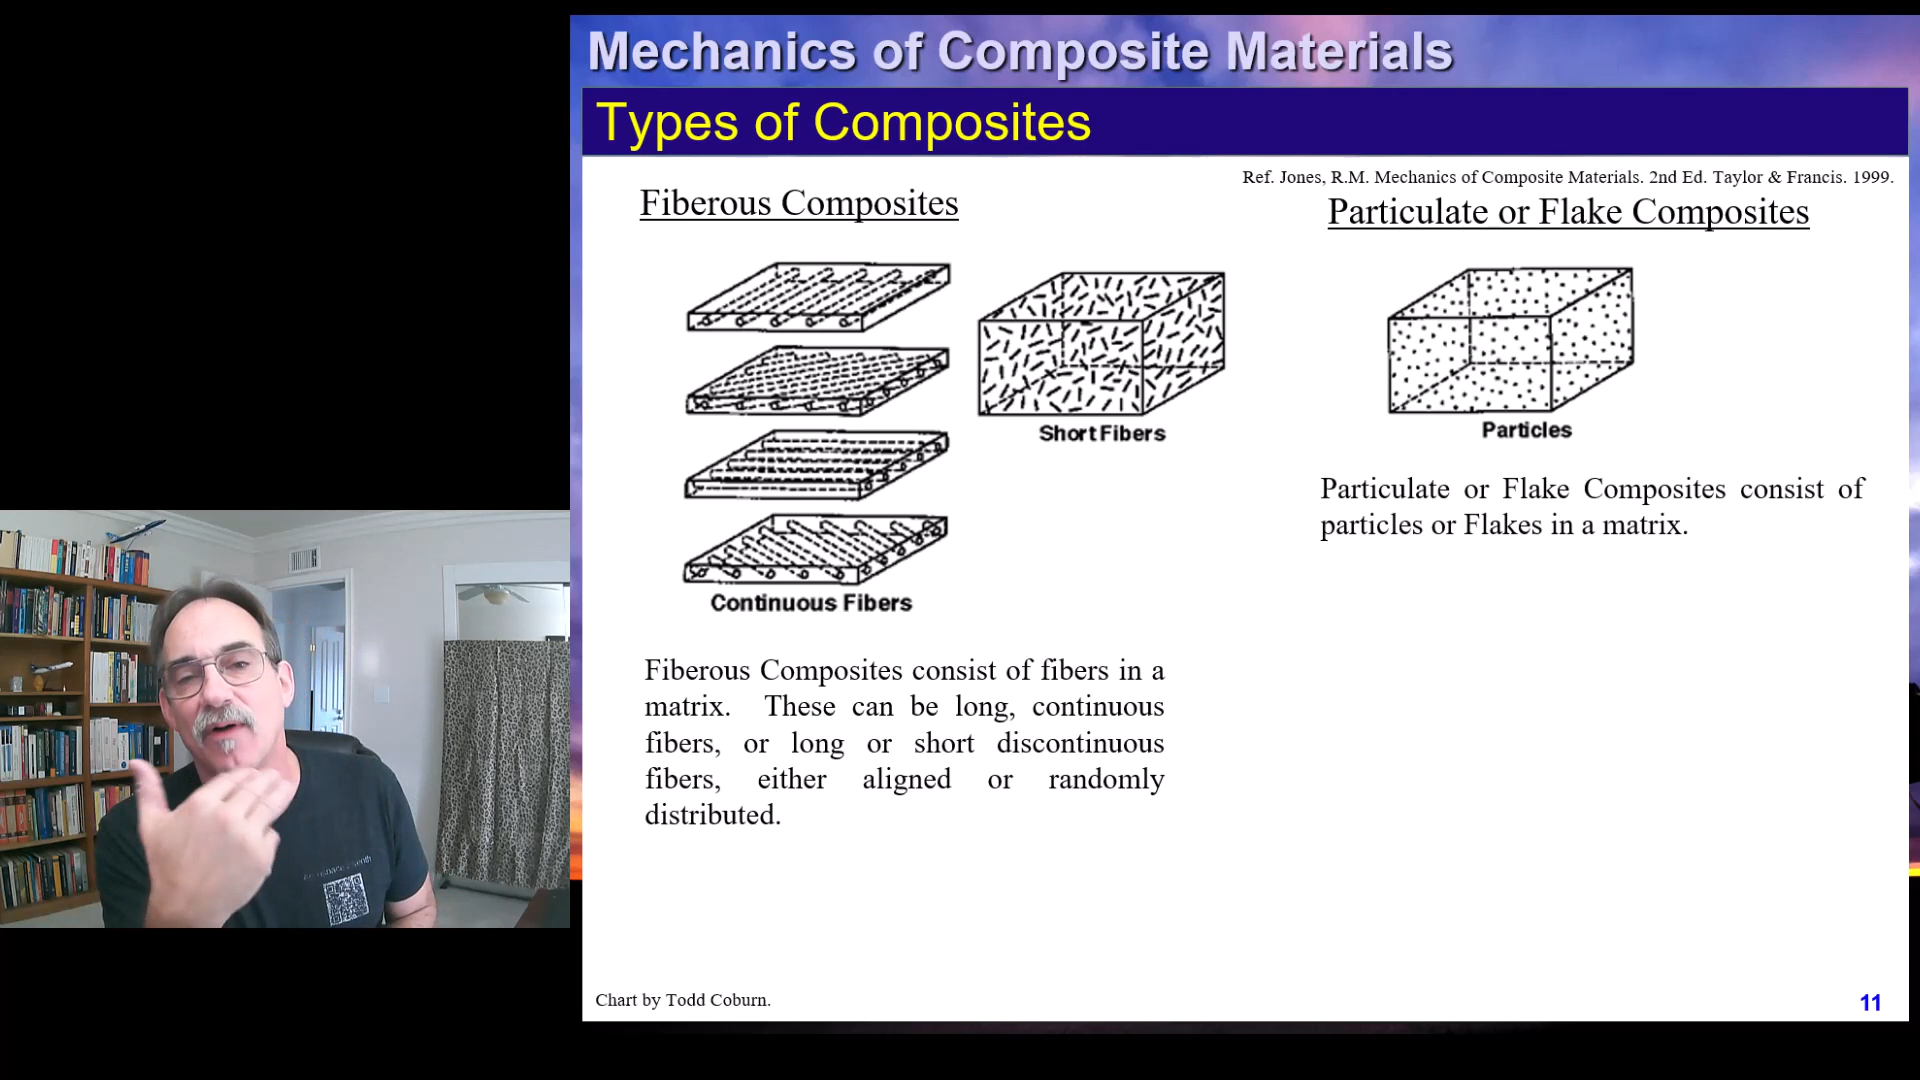 Mechanics of Composite Materials
Types of Composites
Ref. Jones, R.M. Mechanics of Composite Materials. 2nd Ed. Taylor & Francis. 1999.
Fiberous Composites
Particulate or Flake Composites
Short Fibers
Particles
Continuous Fibers
Particulate or Flake Composites consist of
particles or Flakes in a matrix.
Fiberous Composites consist of fibers in a
matrix. These can be long, continuous
fibers, or long or short discontinuous
fibers, either aligned or randomly
distributed.
Chart by Todd Coburn.
11